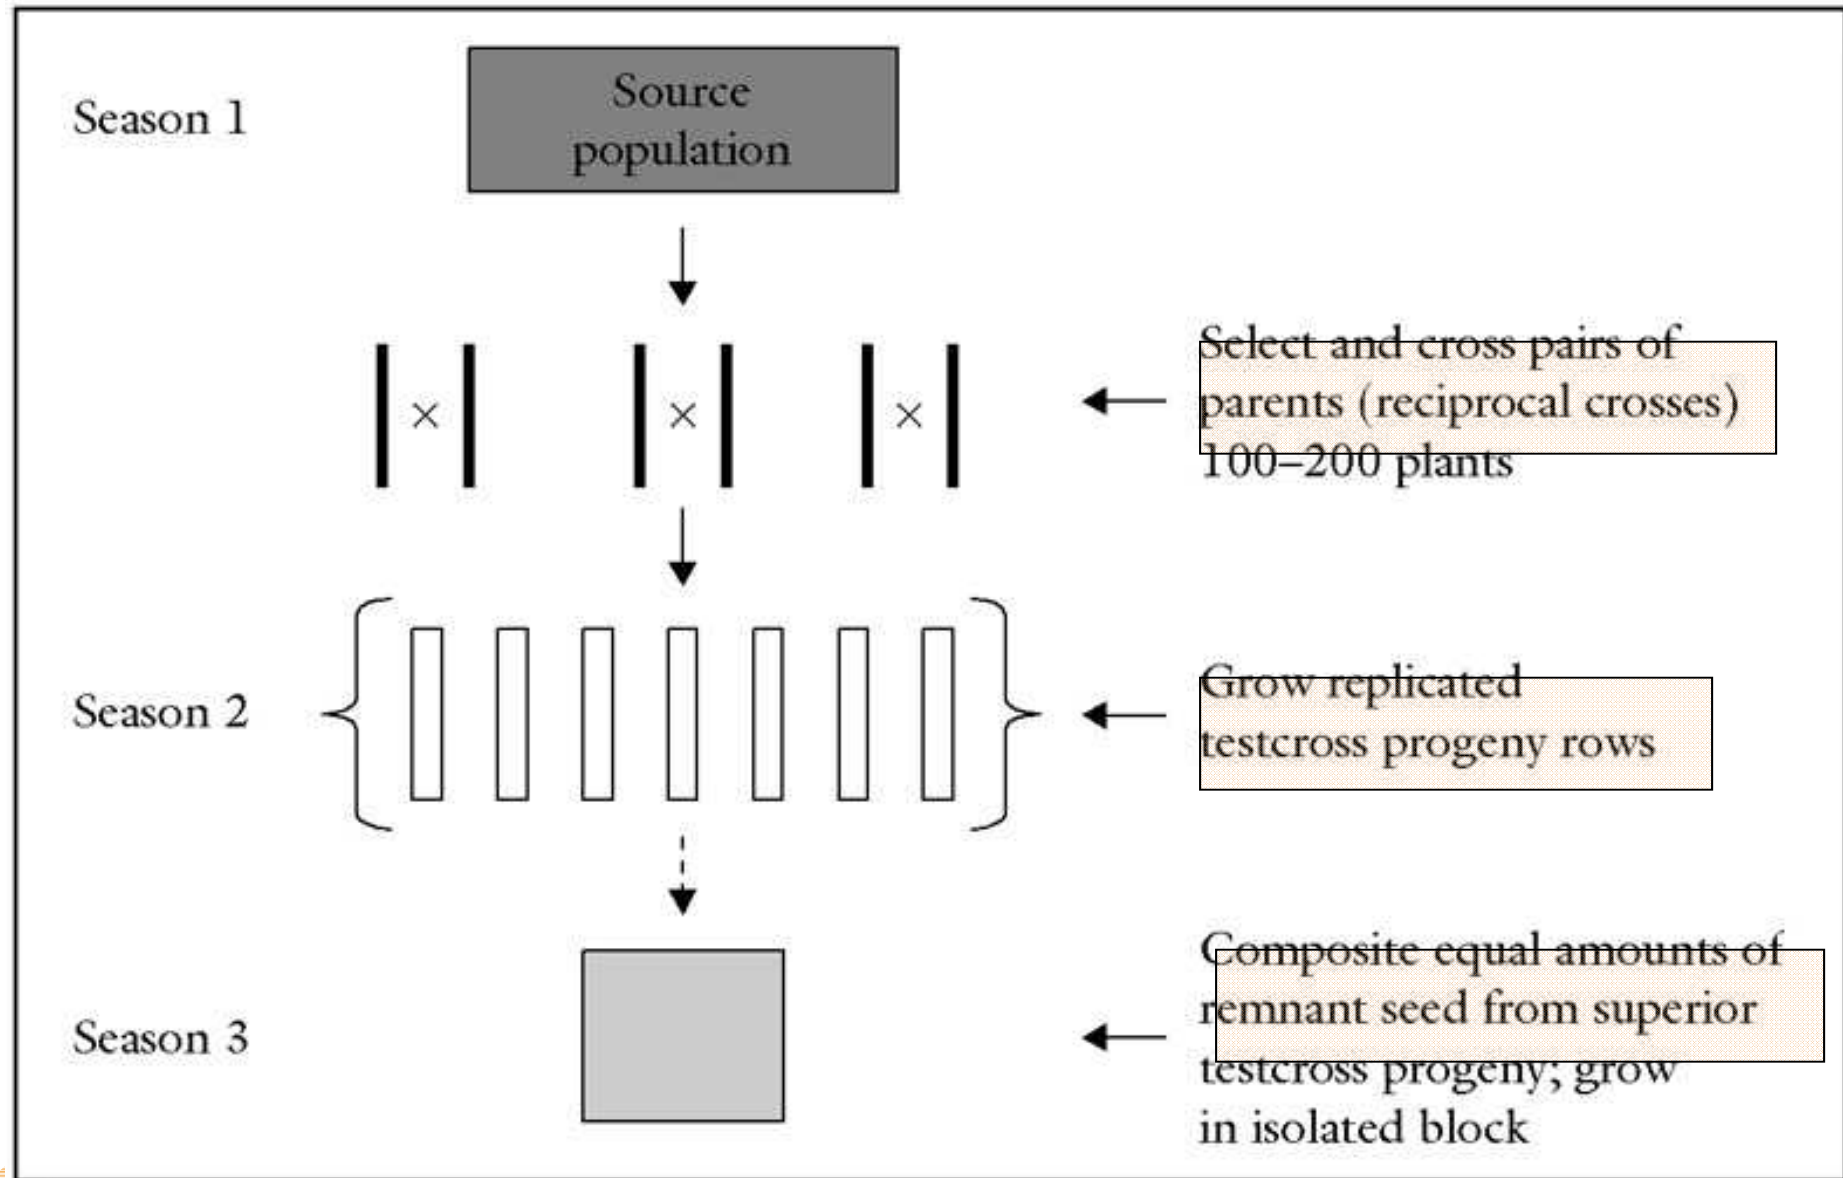 Season 1
Source
population
Select and cross pairs of
parents (reciprocal crosses)
100–200 plants
×
×
×
Season 2
Grow replicated
testcross progeny rows
Season 3
Composite equal amounts of
remnant seed from superior
testcross progeny; grow
in isolated block